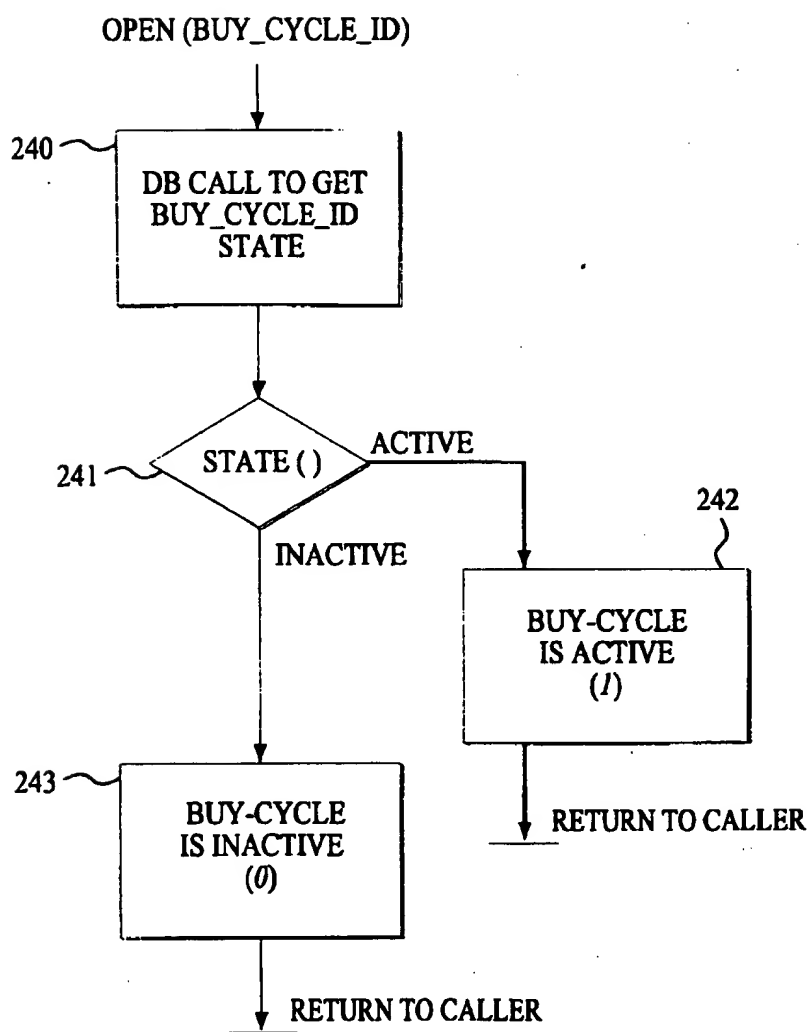 OPEN (BUY_CYCLE_ID)
240
DB CALL TO GET
BUY_CYCLE_ID
STATE
241
STATE ( )
ACTIVE
INACTIVE
242
BUY-CYCLE
IS ACTIVE
(1)
RETURN TO CALLER
243
BUY-CYCLE
IS INACTIVE
(0)
RETURN TO CALLER